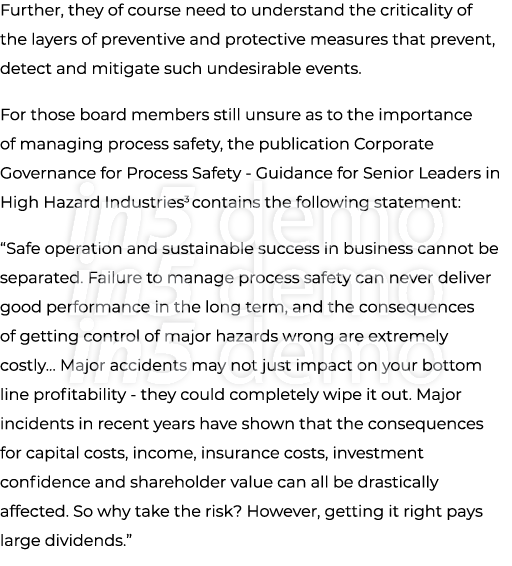 Further, they of course need to understand the criticality of
the layers of preventive and protective measures that prevent,
detect and mitigate such undesirable events.
For those board members still unsure as to the importance
of managing process safety, the publication Corporate
Governance for Process Safety - Guidance for Senior Leaders in
High Hazard Industries³ contains the following statement:
“Safe operation and sustainable success in business cannot be
separated. Failure to manage process safety can never deliver
good performance in the long term, and the consequences
of getting control of major hazards wrong are extremely
costly... Major accidents may not just impact on your bottom
line profitability - they could completely wipe it out. Major
incidents in recent years have shown that the consequences
for capital costs, income, insurance costs, investment
confidence and shareholder value can all be drastically
affected. So why take the risk? However, getting it right pays
large dividends.”
in5 demo
in5 demo
in5 demo